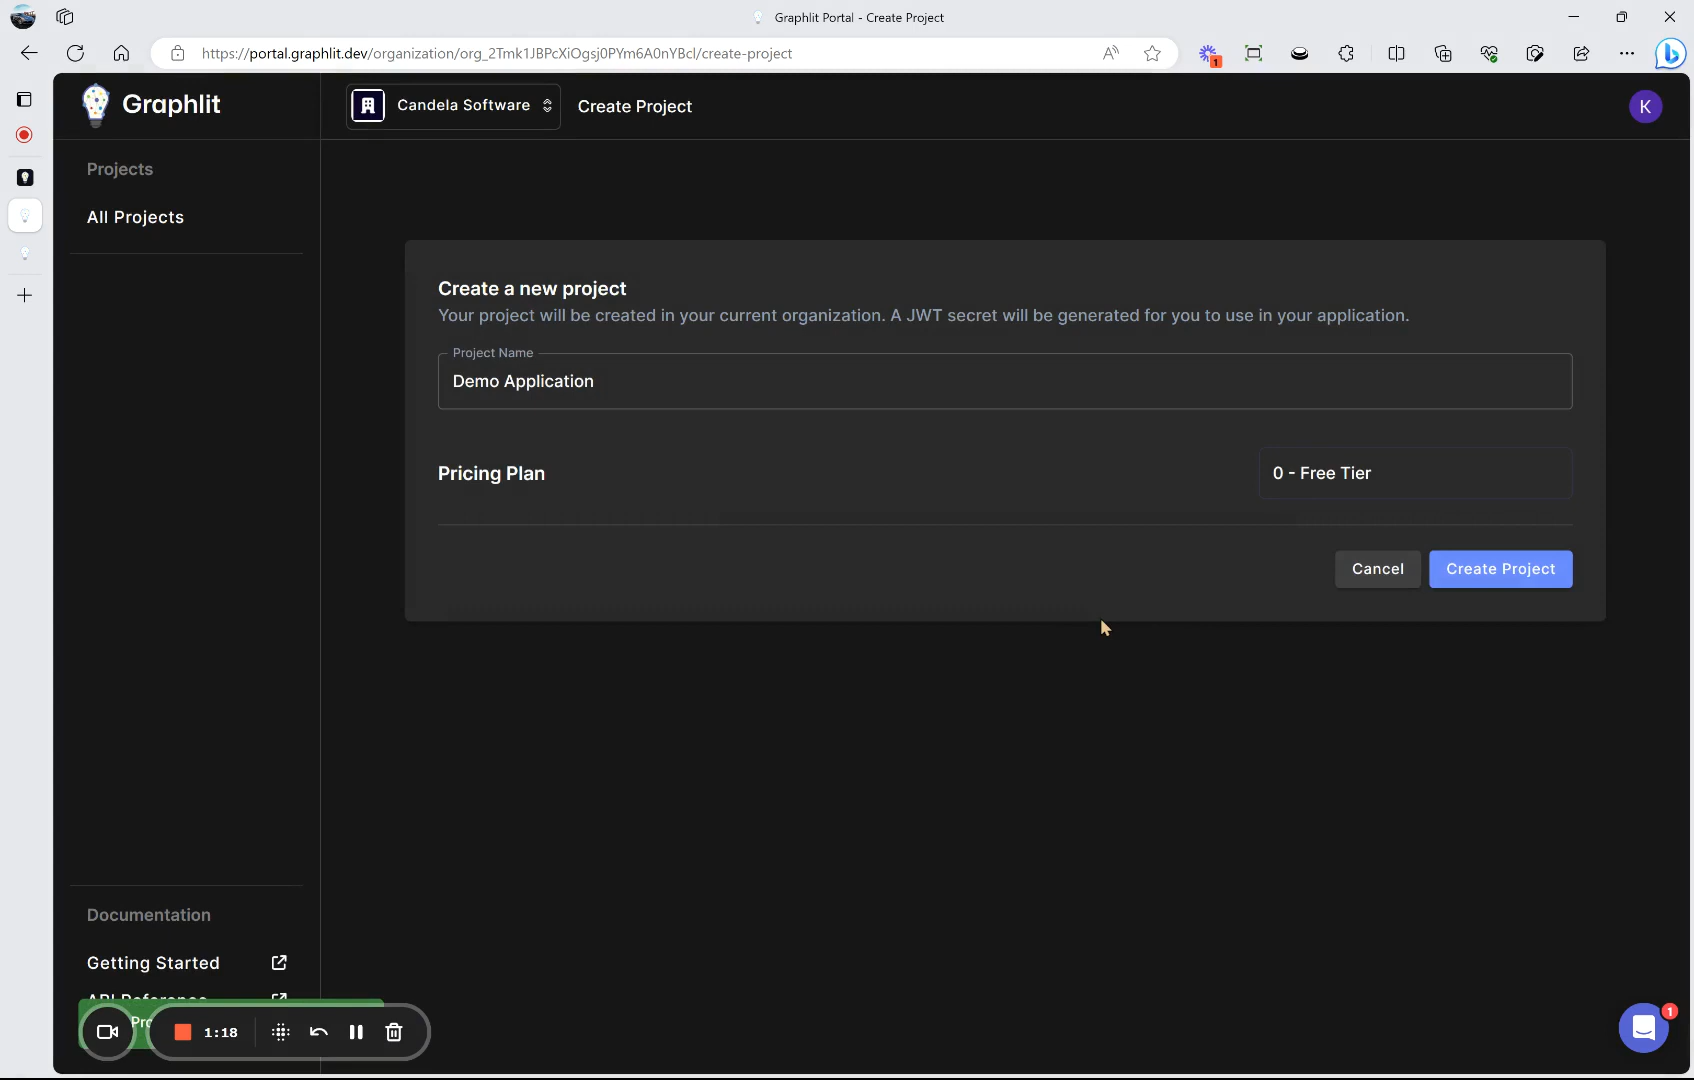 Graphlit Portal - Create Project
https://portal.graphlit.dev/organization/org_2Tmk1JBPcXiOgsj0PYm6A0nYBcl/create-project
1
Graphlit
Candela Software
Create Project
K
Projects
All Projects
Create a new project
Your project will be created in your current organization. A JWT secret will be generated for you to use in your application.
Project Name
Demo Application
Pricing Plan
0 - Free Tier
Cancel
Create Project
Documentation
Getting Started
API Reference
1:18
1